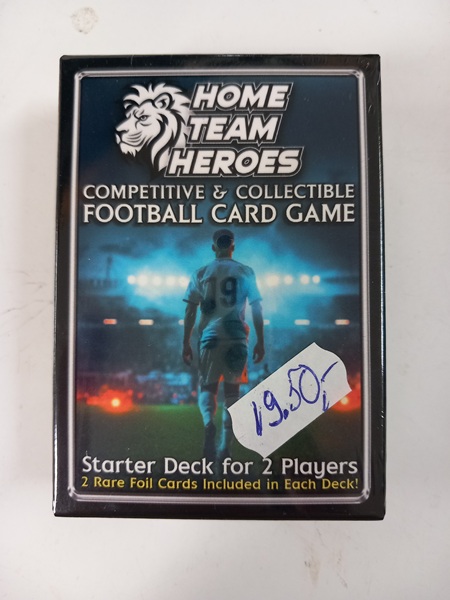 HOME
TEAM
HEROES
COMPETITIVE & COLLECTIBLE
FOOTBALL CARD GAME
19
19.50,-
Starter Deck for 2 Players
2 Rare Foil Cards Included in Each Deck!